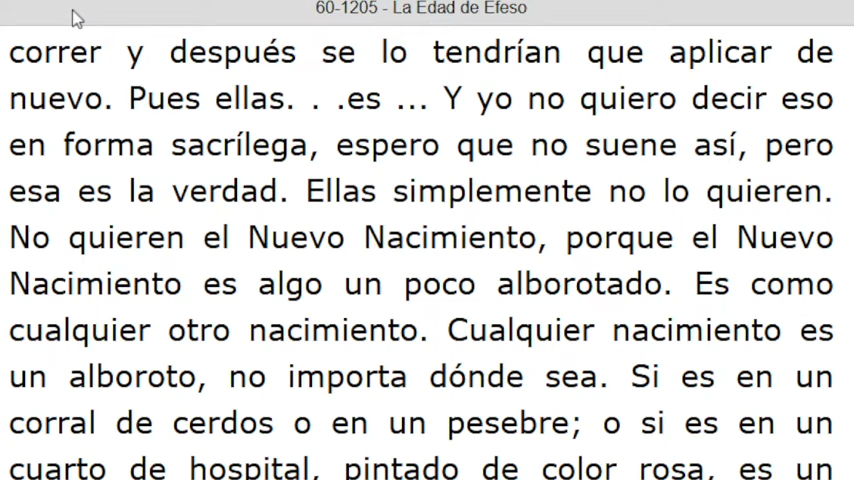 60-1205 - La Edad de Efeso
correr y después se lo tendrían que aplicar de
nuevo. Pues ellas. . .es ... Y yo no quiero decir eso
en forma sacrílega, espero que no suene así, pero
esa es la verdad. Ellas simplemente no lo quieren.
No quieren el Nuevo Nacimiento, porque el Nuevo
Nacimiento es algo un poco alborotado. Es como
cualquier otro nacimiento. Cualquier nacimiento es
un alboroto, no importa dónde sea. Si es en un
corral de cerdos o en un pesebre; o si es en un
cuarto de hospital, pintado de color rosa, es un